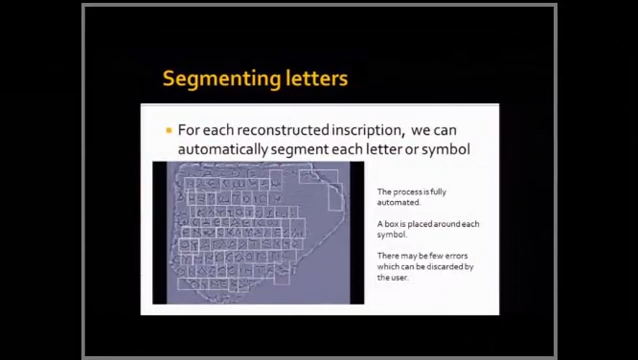 Segmenting letters
For each reconstructed inscription, we can
automatically segment each letter or symbol
The process is fully
automated.
A box is placed around each
symbol.
There may be few errors
which can be discarded by
the user.